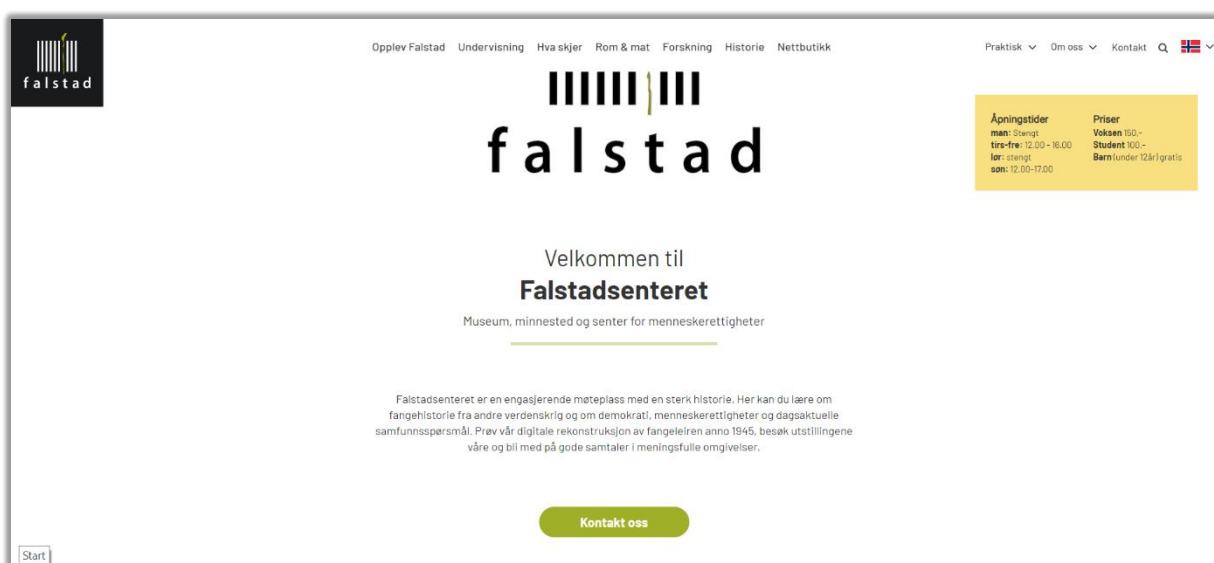 falstad
Opplev Falstad Undervisning Hva skjer Rom & mat Forskning Historie Nettbutikk
Praktisk Om oss Kontakt
falstad
Åpningstider
man: Stengt
tirs-fre: 12.00 - 16.00
lør: stengt
søn: 12.00-17.00
Priser
Voksen 150,-
Student 100,-
Barn (under 12år) gratis
Velkommen til
Falstadsenteret
Museum, minnested og senter for menneskerettigheter
Falstadsenteret er en engasjerende møteplass med en sterk historie. Her kan du lære om
fangehistorie fra andre verdenskrig og om demokrati, menneskerettigheter og dagsaktuelle
samfunnsspørsmål. Prøv vår digitale rekonstruksjon av fangeleiren anno 1945, besøk utstillingene
våre og bli med på gode samtaler i meningsfulle omgivelser.
Kontakt oss
Start